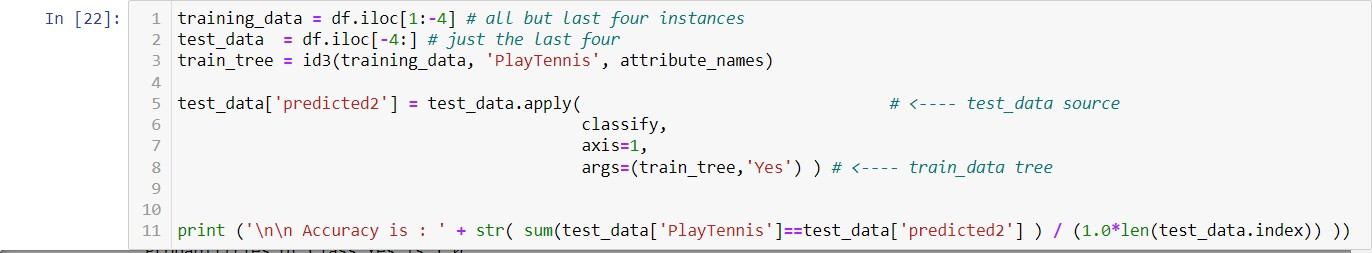 In [22]:
1 training_data = df.iloc[1:-4] # all but last four instances
2 test_data  = df.iloc[-4:] # just the last four
3 train_tree = id3(training_data, 'PlayTennis', attribute_names)
4
5 test_data['predicted2'] = test_data.apply(                                # <---- test_data source
6                                           classify,
7                                           axis=1,
8                                           args=(train_tree,'Yes') ) # <---- train_data tree
9
10
11 print ('\n\n Accuracy is : ' + str( sum(test_data['PlayTennis']==test_data['predicted2'] ) / (1.0*len(test_data.index)) ))